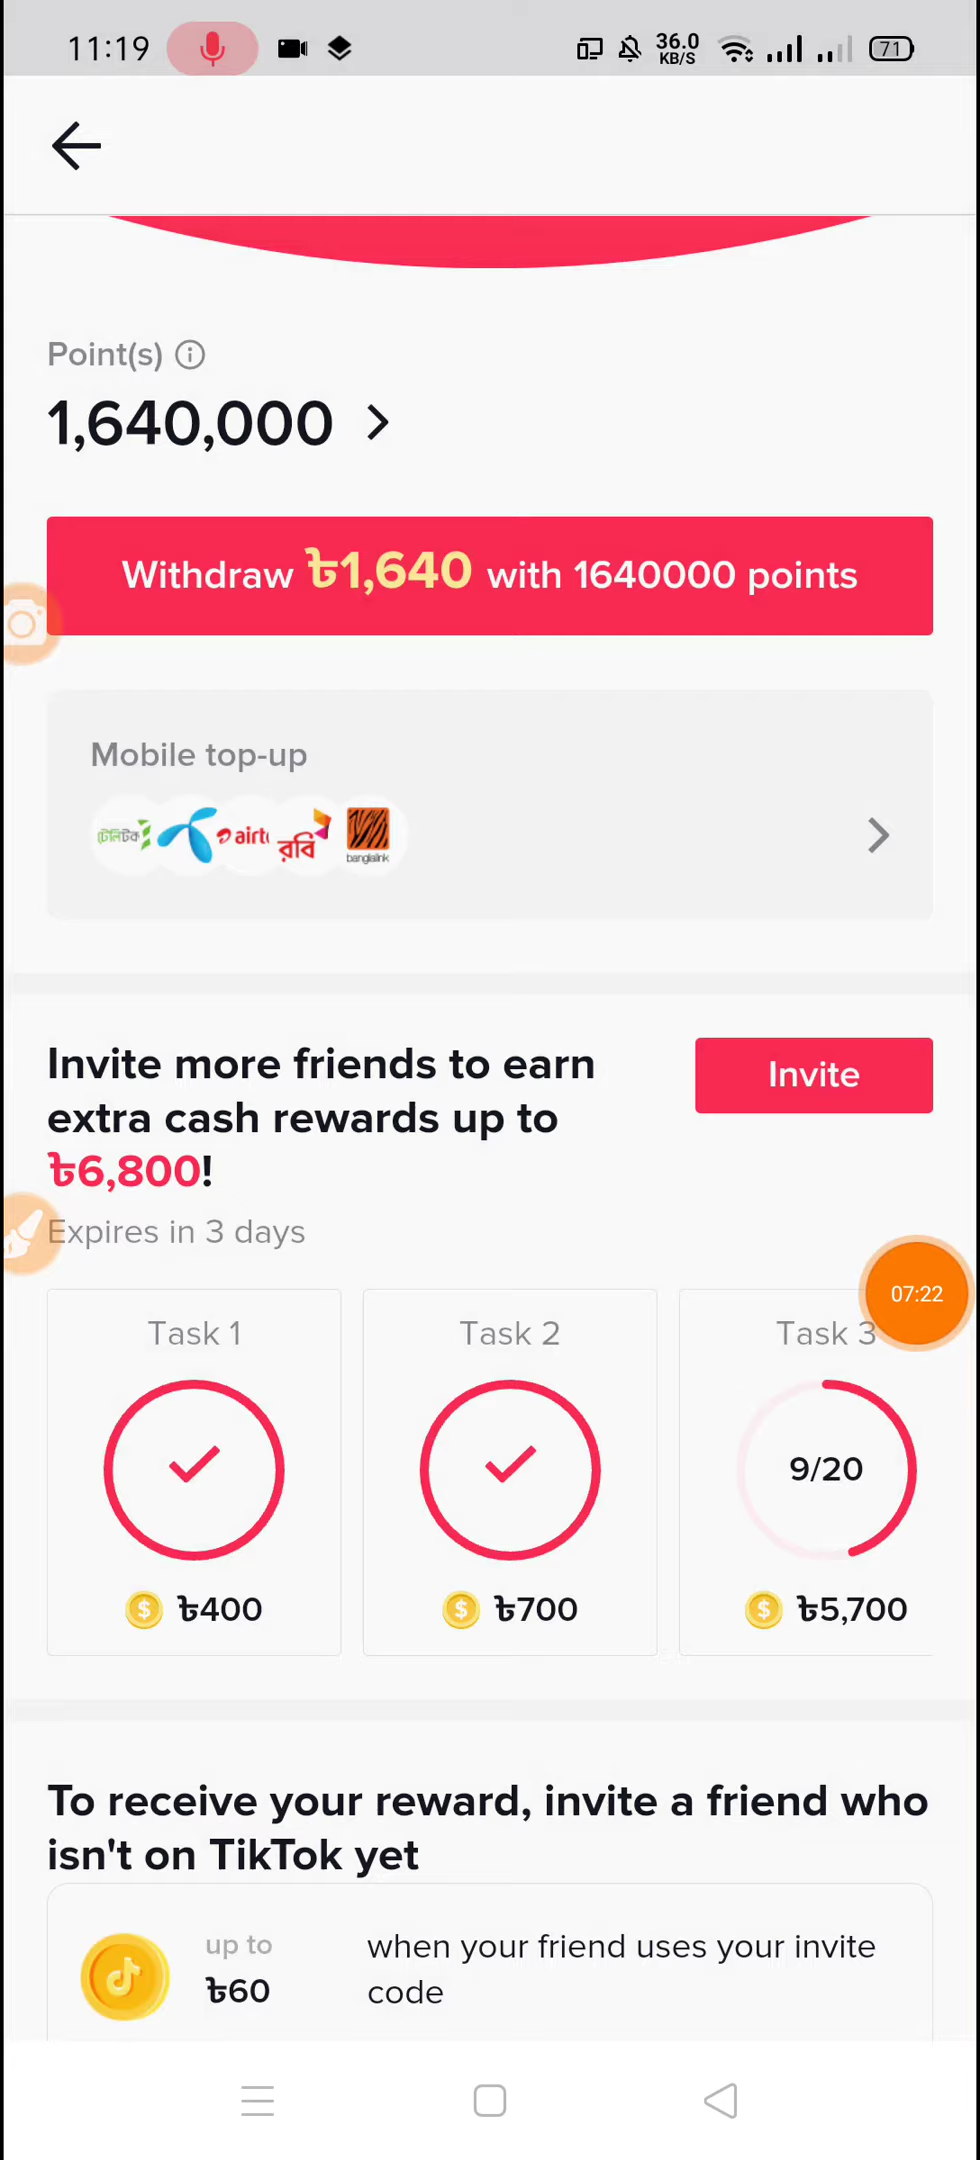 11:19 36.0 KB/S 71
Point(s)
1,640,000
Withdraw ৳1,640 with 1640000 points
Mobile top-up
টেলিটক airt রবি banglalink
Invite more friends to earn
extra cash rewards up to
৳6,800!
Invite
Expires in 3 days
07:22
Task 1 Task 2 Task 3
9/20
৳400 ৳700 ৳5,700
To receive your reward, invite a friend who
isn't on TikTok yet
up to
৳60
when your friend uses your invite
code